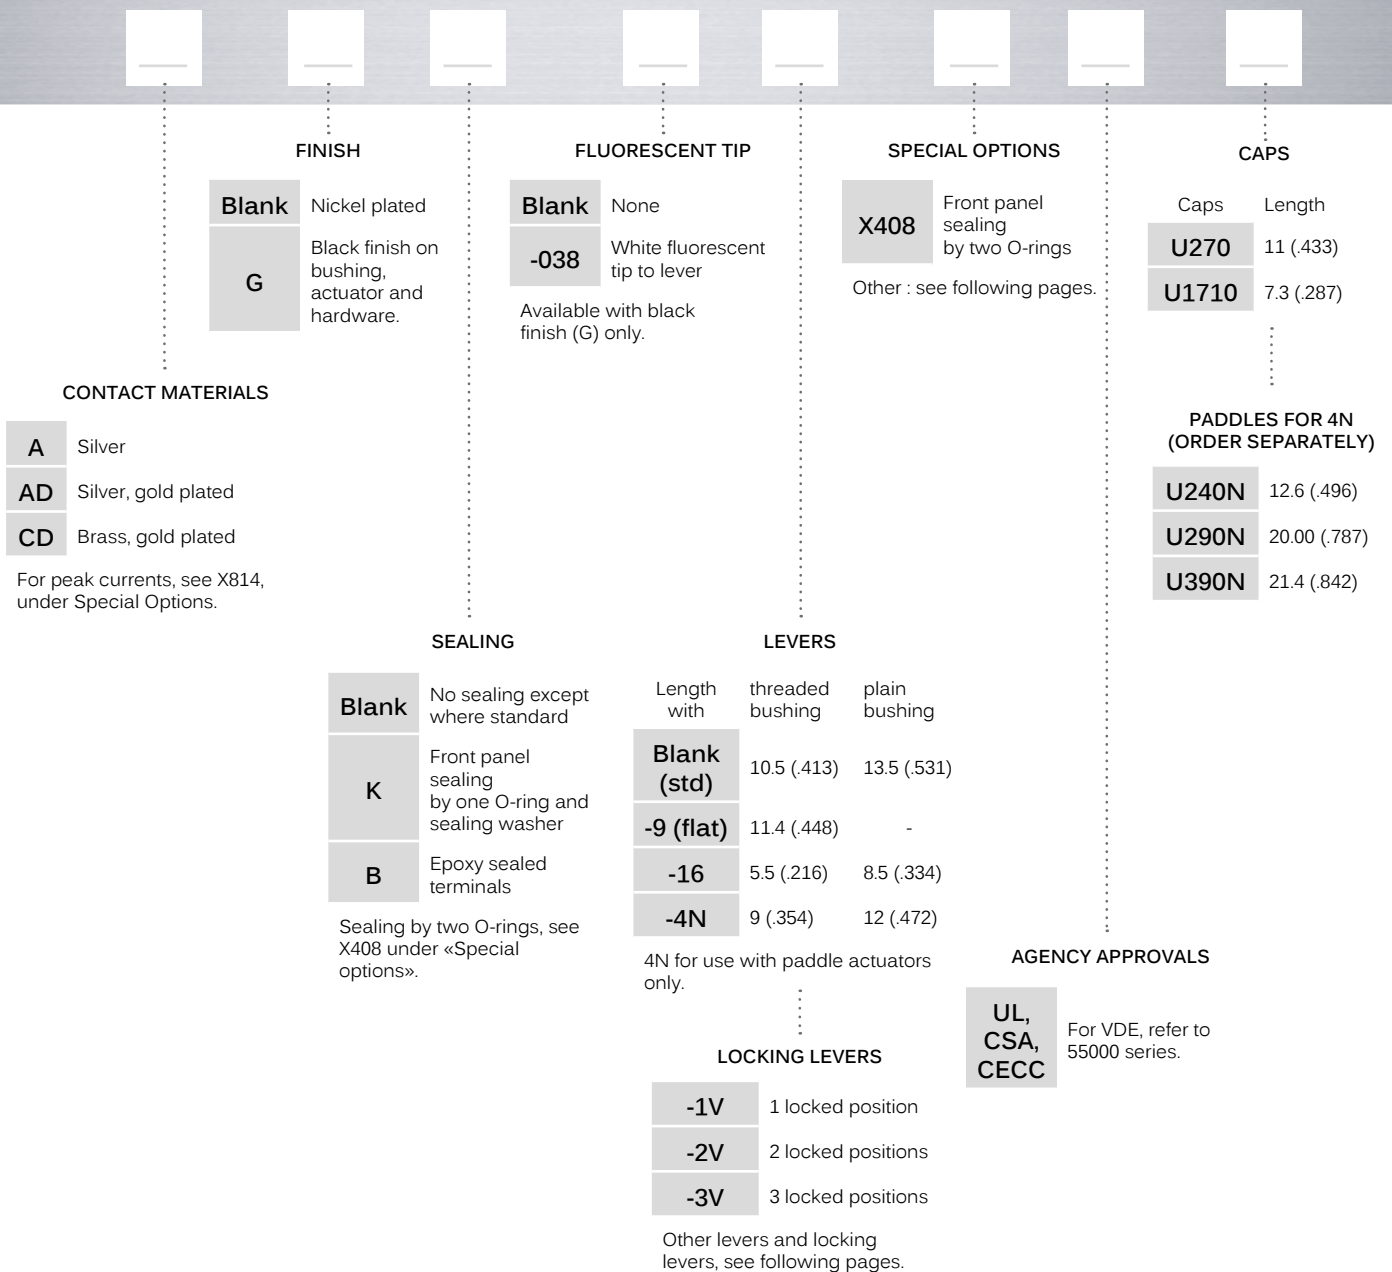 FINISH
Blank Nickel plated
G
Black finish on
bushing,
actuator and
hardware.
FLUORESCENT TIP
Blank None
-038
White fluorescent
tip to lever
Available with black
finish (G) only.
SPECIAL OPTIONS
X408
Front panel
sealing
by two O-rings
Other : see following pages.
CAPS
Caps Length
U270 11 (.433)
U1710 7.3 (.287)
PADDLES FOR 4N
(ORDER SEPARATELY)
U240N 12.6 (.496)
U290N 20.00 (.787)
U390N 21.4 (.842)
CONTACT MATERIALS
A Silver
AD Silver, gold plated
CD Brass, gold plated
For peak currents, see X814,
under Special Options.
SEALING
Blank
No sealing except
where standard
K
Front panel
sealing
by one O-ring and
sealing washer
B
Epoxy sealed
terminals
Sealing by two O-rings, see
X408 under «Special
options».
LEVERS
Length threaded plain
with bushing bushing
Blank
(std)
10.5 (.413) 13.5 (.531)
-9 (flat) 11.4 (.448) -
-16 5.5 (.216) 8.5 (.334)
-4N 9 (.354) 12 (.472)
4N for use with paddle actuators
only.
LOCKING LEVERS
-1V 1 locked position
-2V 2 locked positions
-3V 3 locked positions
Other levers and locking
levers, see following pages.
AGENCY APPROVALS
UL,
CSA,
CECC
For VDE, refer to
55000 series.